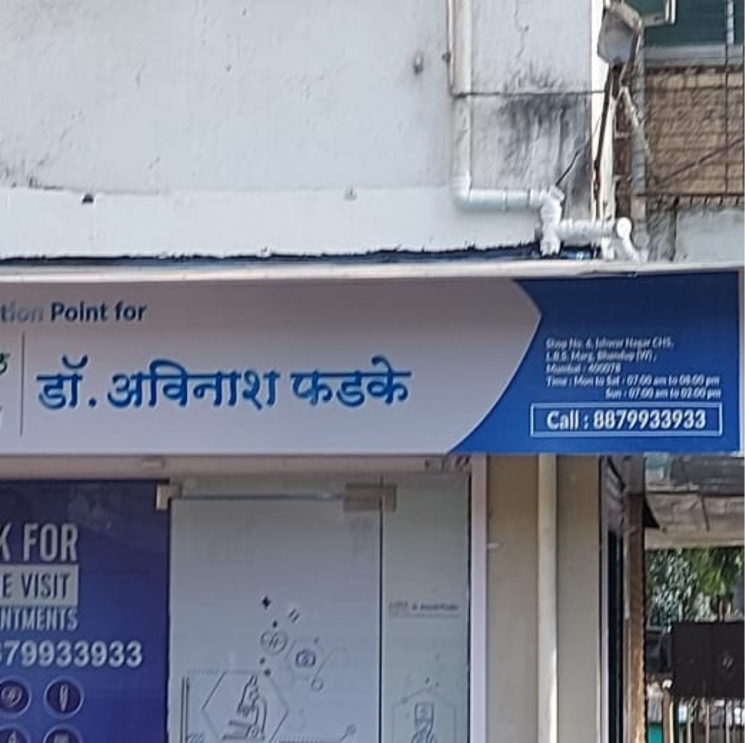 tion Point for
डॉ. अविनाश फडके
Shop No. 6, Ishwar Nagar CHS,
L.B.S. Marg, Bhandup (W),
Mumbai - 400078
Time : Mon to Sat - 07:00 am to 08:00 pm
Sun - 07:00 am to 02:00 pm
Call : 8879933933
K FOR
E VISIT
NTMENTS
79933933